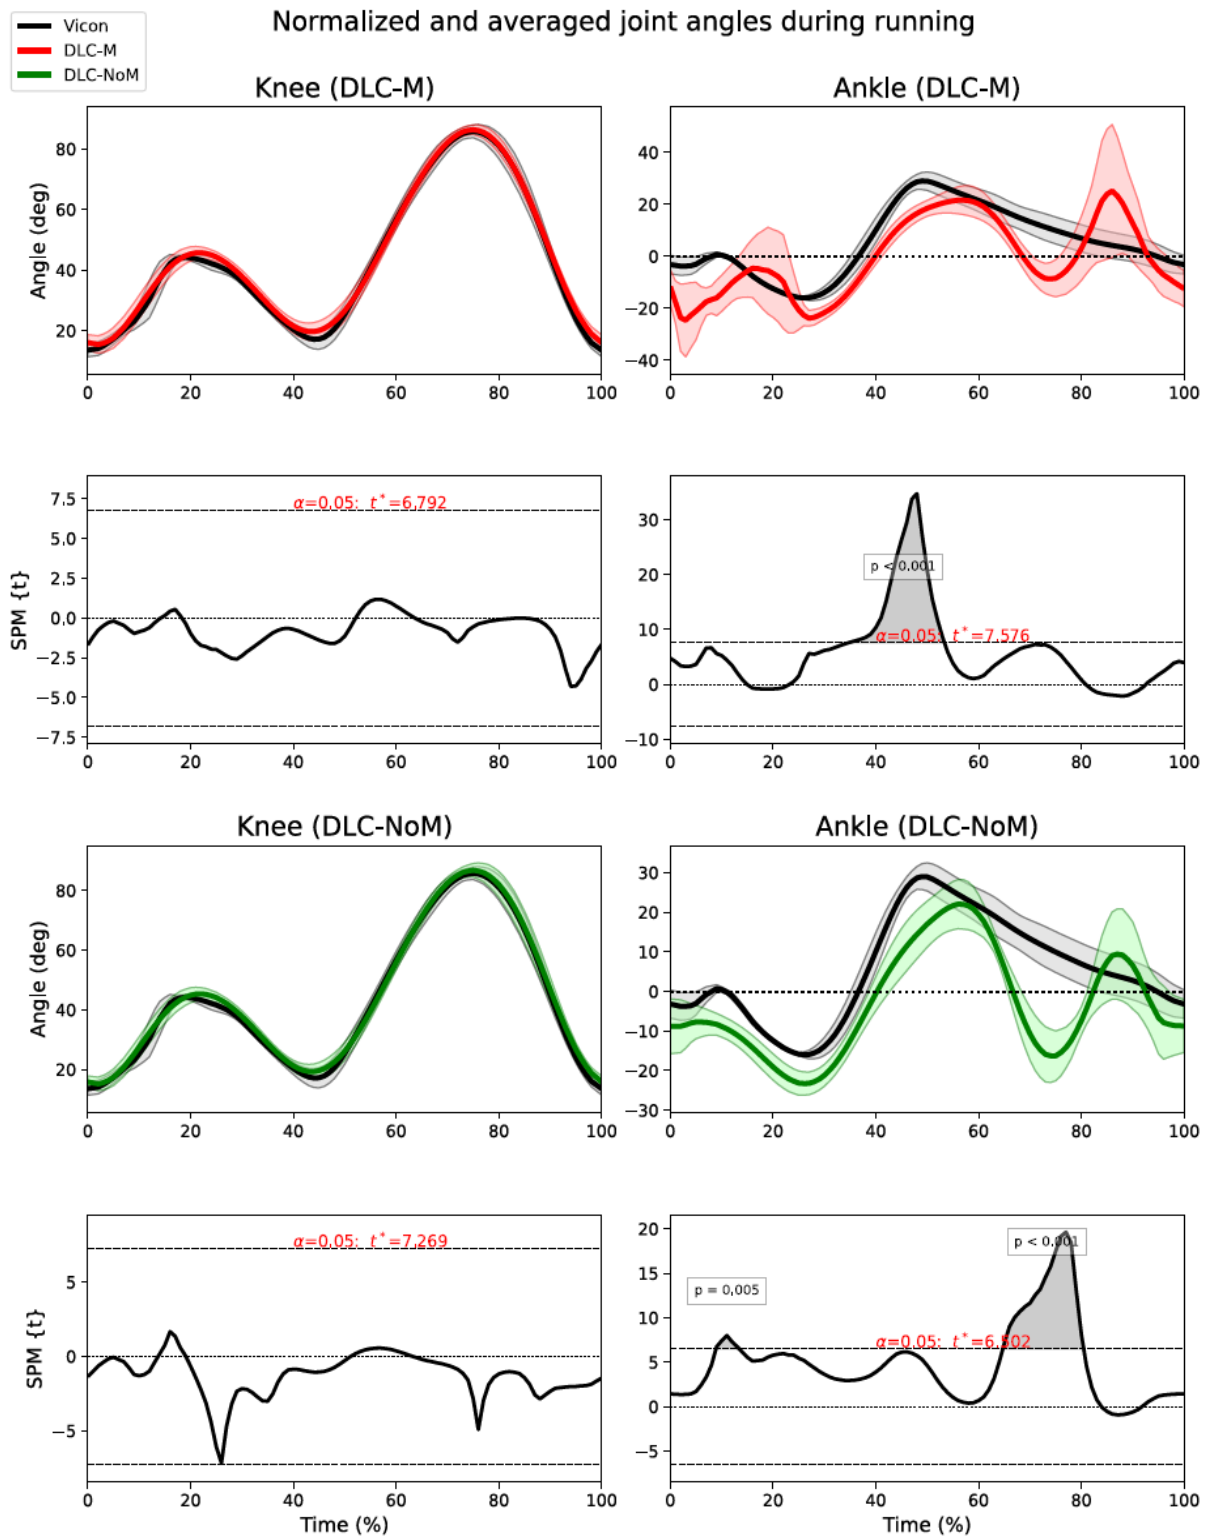 Normalized and averaged joint angles during running
Vicon
DLC-M
DLC-NoM
Knee (DLC-M)
Ankle (DLC-M)
Angle (deg)
80
60
40
20
0 20 40 60 80 100
40
20
0
−20
−40
0 20 40 60 80 100
SPM {t}
7.5
5.0
2.5
0.0
−2.5
−5.0
−7.5
α=0.05: t*=6.792
0 20 40 60 80 100
30
20
10
0
−10
p < 0.001
α=0.05: t*=7.576
0 20 40 60 80 100
Knee (DLC-NoM)
Ankle (DLC-NoM)
Angle (deg)
80
60
40
20
0 20 40 60 80 100
30
20
10
0
−10
−20
−30
0 20 40 60 80 100
SPM {t}
5
0
−5
α=0.05: t*=7.269
0 20 40 60 80 100
Time (%)
20
15
10
5
0
−5
p = 0.005
p < 0.001
α=0.05: t*=6.502
0 20 40 60 80 100
Time (%)